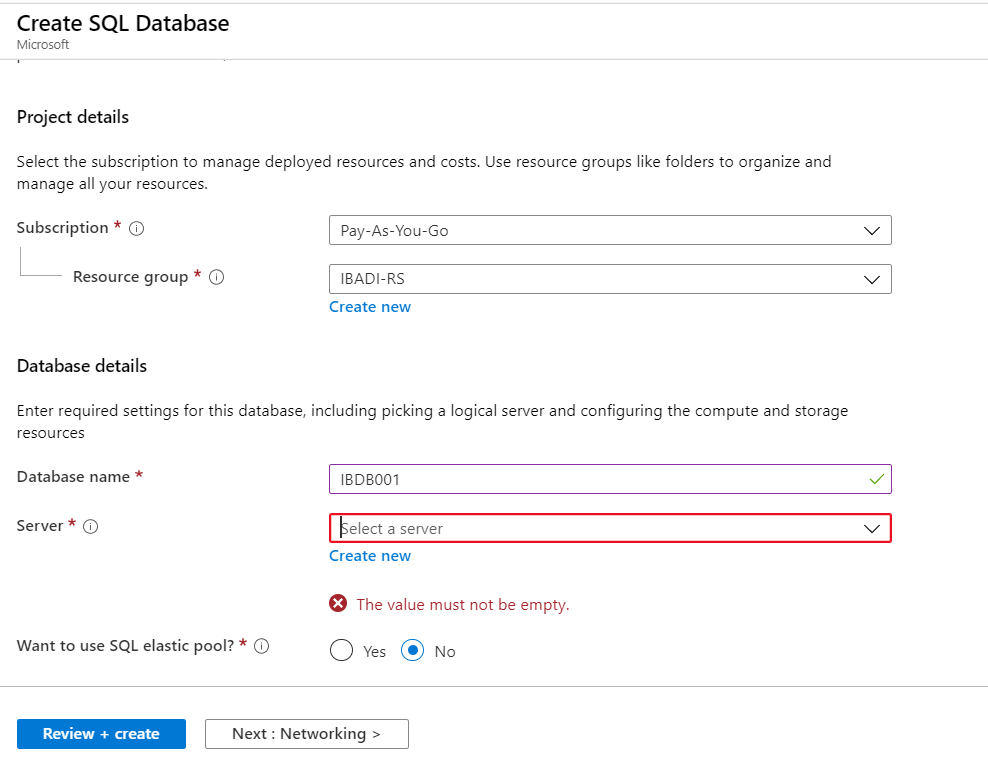 Create SQL Database
Microsoft
Project details
Select the subscription to manage deployed resources and costs. Use resource groups like folders to organize and
manage all your resources.
Subscription *
Pay-As-You-Go
Resource group *
IBADI-RS
Create new
Database details
Enter required settings for this database, including picking a logical server and configuring the compute and storage
resources
Database name *
IBDB001
Server *
Select a server
Create new
The value must not be empty.
Want to use SQL elastic pool? *
Yes No
Review + create Next : Networking >